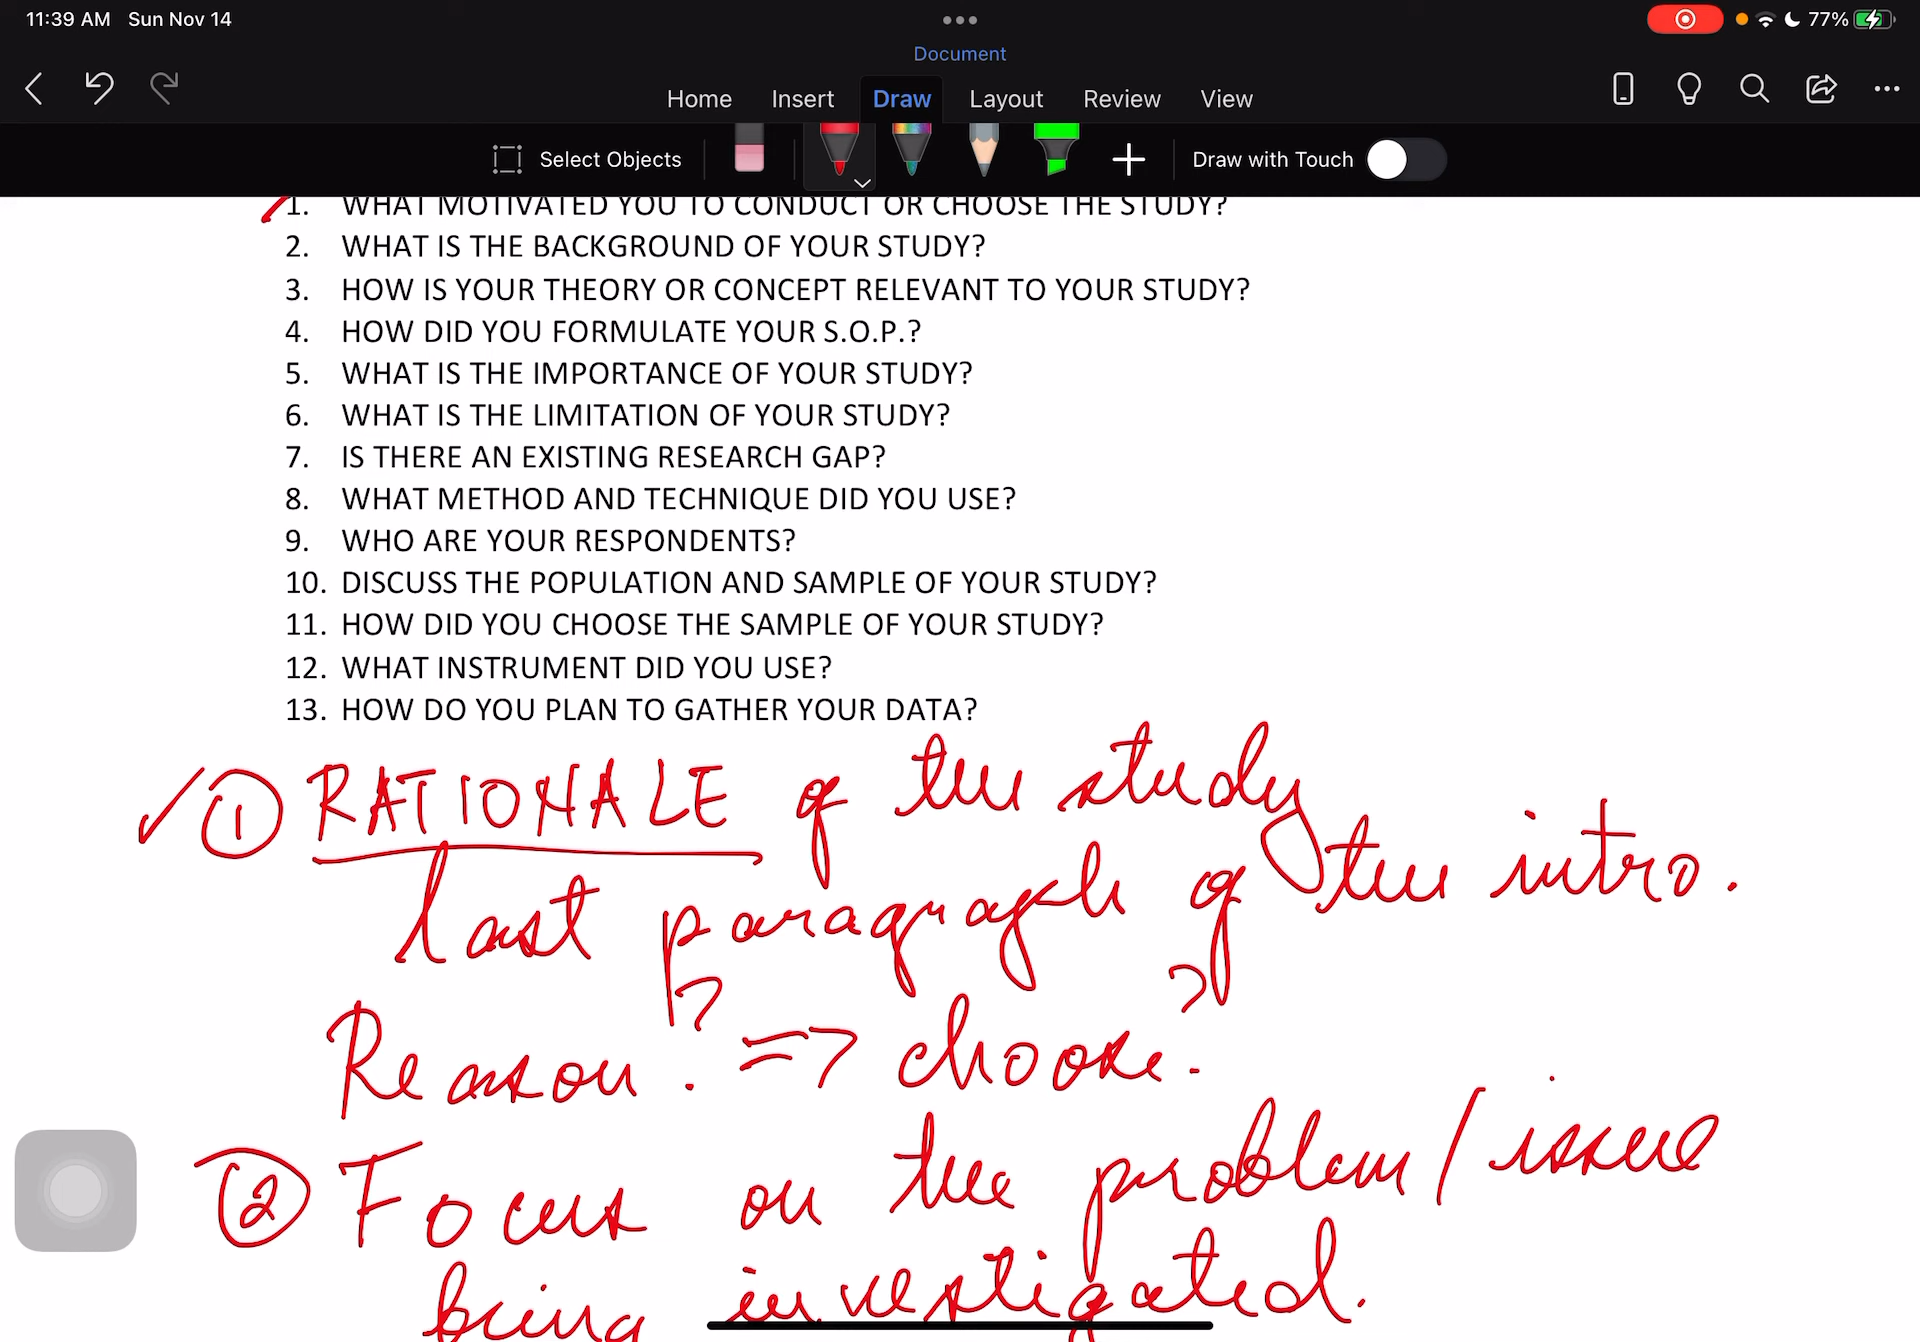 11:39 AM Sun Nov 14
77%
Document
Home Insert Draw Layout Review View
Select Objects
Draw with Touch
1. WHAT MOTIVATED YOU TO CONDUCT OR CHOOSE THE STUDY?
2. WHAT IS THE BACKGROUND OF YOUR STUDY?
3. HOW IS YOUR THEORY OR CONCEPT RELEVANT TO YOUR STUDY?
4. HOW DID YOU FORMULATE YOUR S.O.P.?
5. WHAT IS THE IMPORTANCE OF YOUR STUDY?
6. WHAT IS THE LIMITATION OF YOUR STUDY?
7. IS THERE AN EXISTING RESEARCH GAP?
8. WHAT METHOD AND TECHNIQUE DID YOU USE?
9. WHO ARE YOUR RESPONDENTS?
10. DISCUSS THE POPULATION AND SAMPLE OF YOUR STUDY?
11. HOW DID YOU CHOOSE THE SAMPLE OF YOUR STUDY?
12. WHAT INSTRUMENT DID YOU USE?
13. HOW DO YOU PLAN TO GATHER YOUR DATA?
✓ ① RATIONALE of the study
last paragraph of the intro.
Reason? => choose?
② Focus on the problem / issue
being investigated.